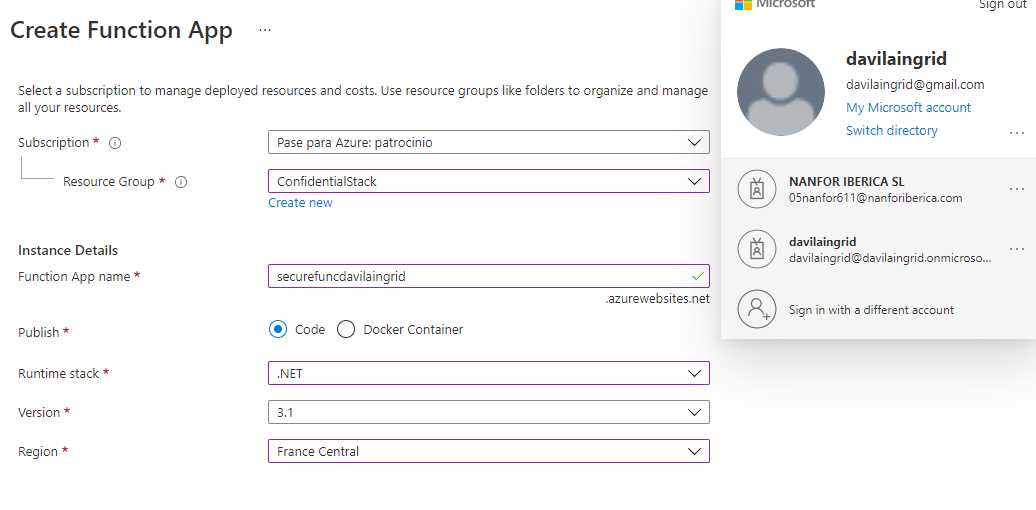 Create Function App
...
Select a subscription to manage deployed resources and costs. Use resource groups like folders to organize and manage
all your resources.
Subscription *
Pase para Azure: patrocinio
Resource Group *
ConfidentialStack
Create new
Instance Details
Function App name *
securefuncdavilaingrid
.azurewebsites.net
Publish *
Code
Docker Container
Runtime stack *
.NET
Version *
3.1
Region *
France Central
Microsoft
Sign out
davilaingrid
davilaingrid@gmail.com
My Microsoft account
Switch directory
...
NANFOR IBERICA SL
05nanfor611@nanforiberica.com
...
davilaingrid
davilaingrid@davilaingrid.onmicroso...
...
Sign in with a different account